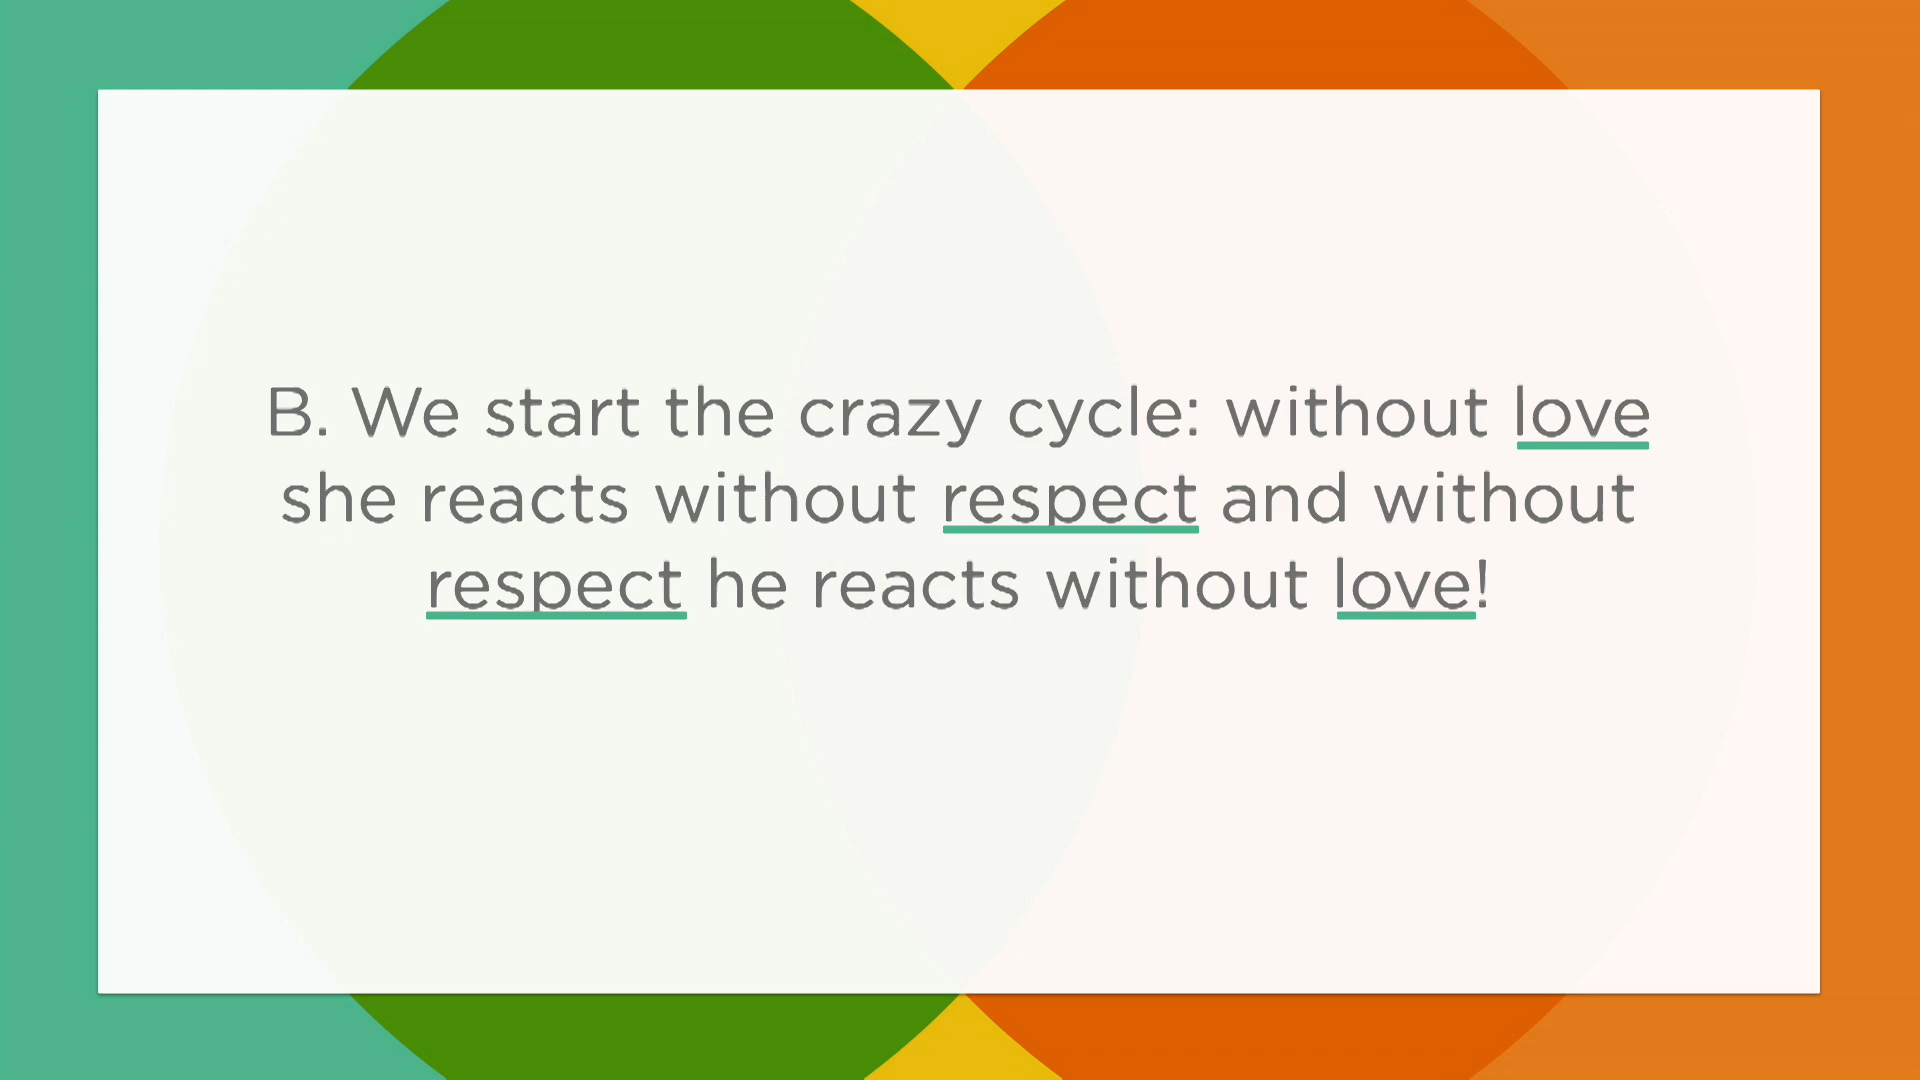 B. We start the crazy cycle: without love
she reacts without respect and without
respect he reacts without love!